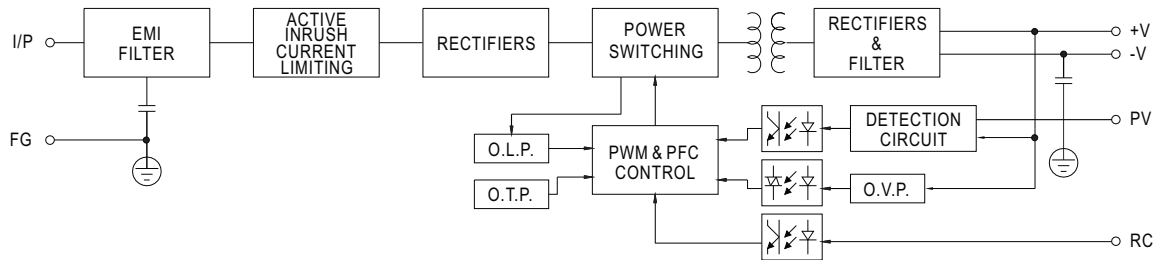 I/P
EMI
FILTER
ACTIVE
INRUSH
CURRENT
LIMITING
RECTIFIERS
POWER
SWITCHING
RECTIFIERS
&
FILTER
+V
-V
FG
O.L.P.
O.T.P.
PWM & PFC
CONTROL
DETECTION
CIRCUIT
PV
O.V.P.
RC